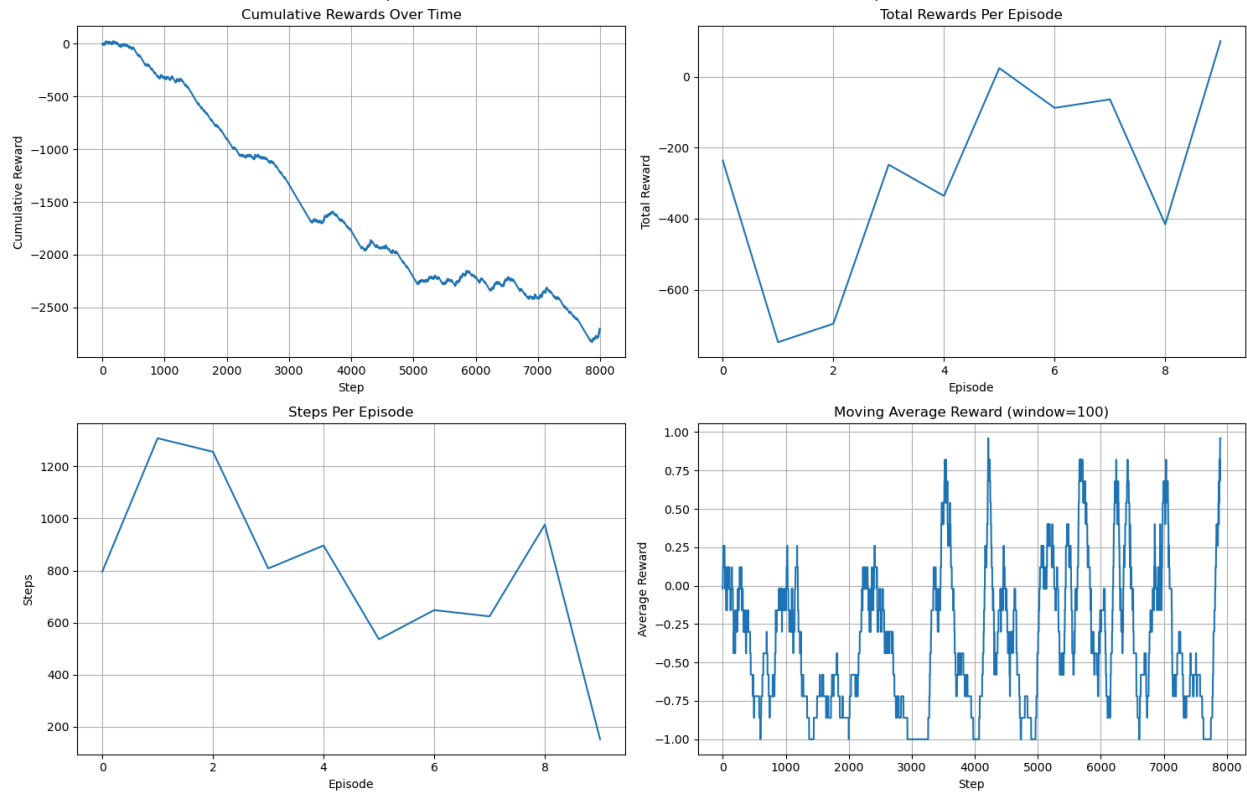 Cumulative Rewards Over Time
0
−500
−1000
−1500
−2000
−2500
Cumulative Reward
0 1000 2000 3000 4000 5000 6000 7000 8000
Step
Total Rewards Per Episode
0
−200
−400
−600
Total Reward
0 2 4 6 8
Episode
Steps Per Episode
1200
1000
800
600
400
200
Steps
0 2 4 6 8
Episode
Moving Average Reward (window=100)
1.00
0.75
0.50
0.25
0.00
−0.25
−0.50
−0.75
−1.00
Average Reward
0 1000 2000 3000 4000 5000 6000 7000 8000
Step